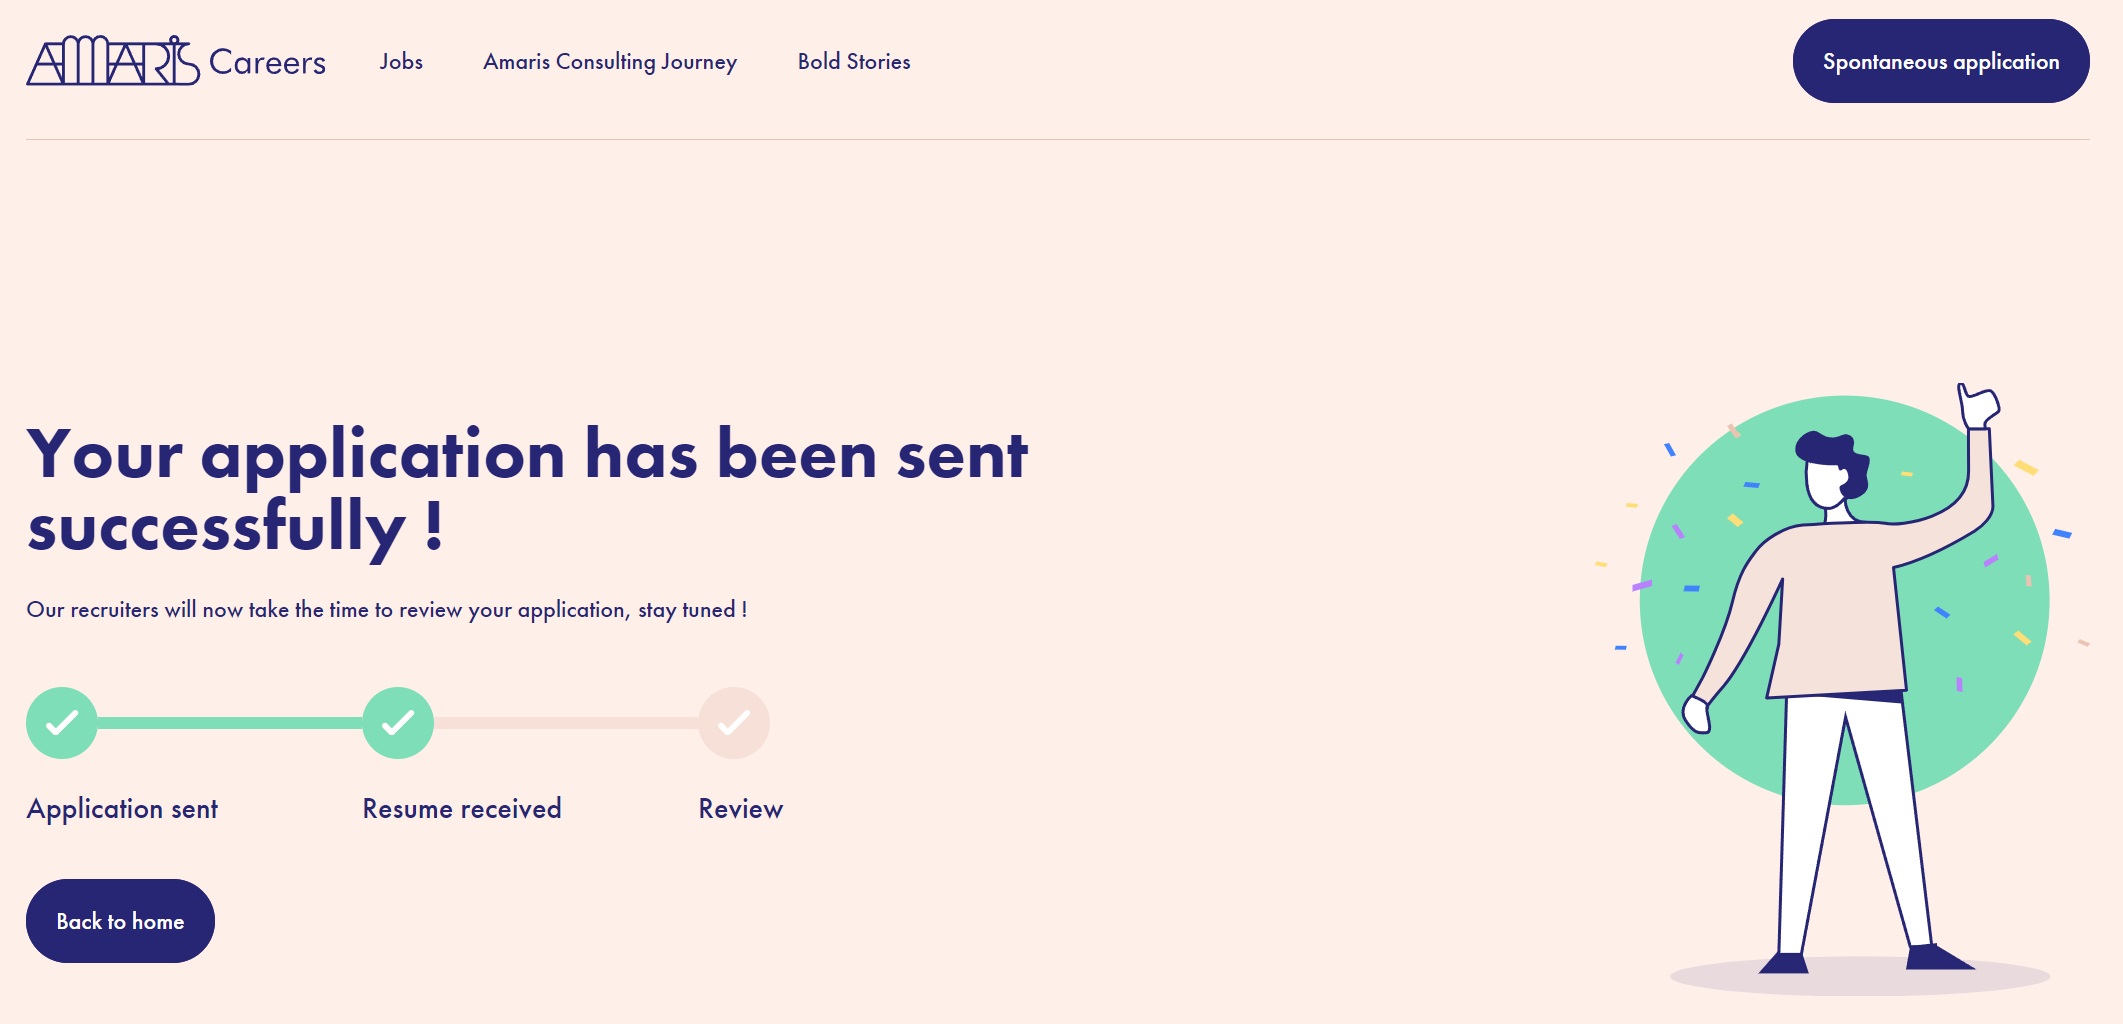 AMARIS Careers
Jobs
Amaris Consulting Journey
Bold Stories
Spontaneous application
Your application has been sent
successfully !
Our recruiters will now take the time to review your application, stay tuned !
Application sent
Resume received
Review
Back to home